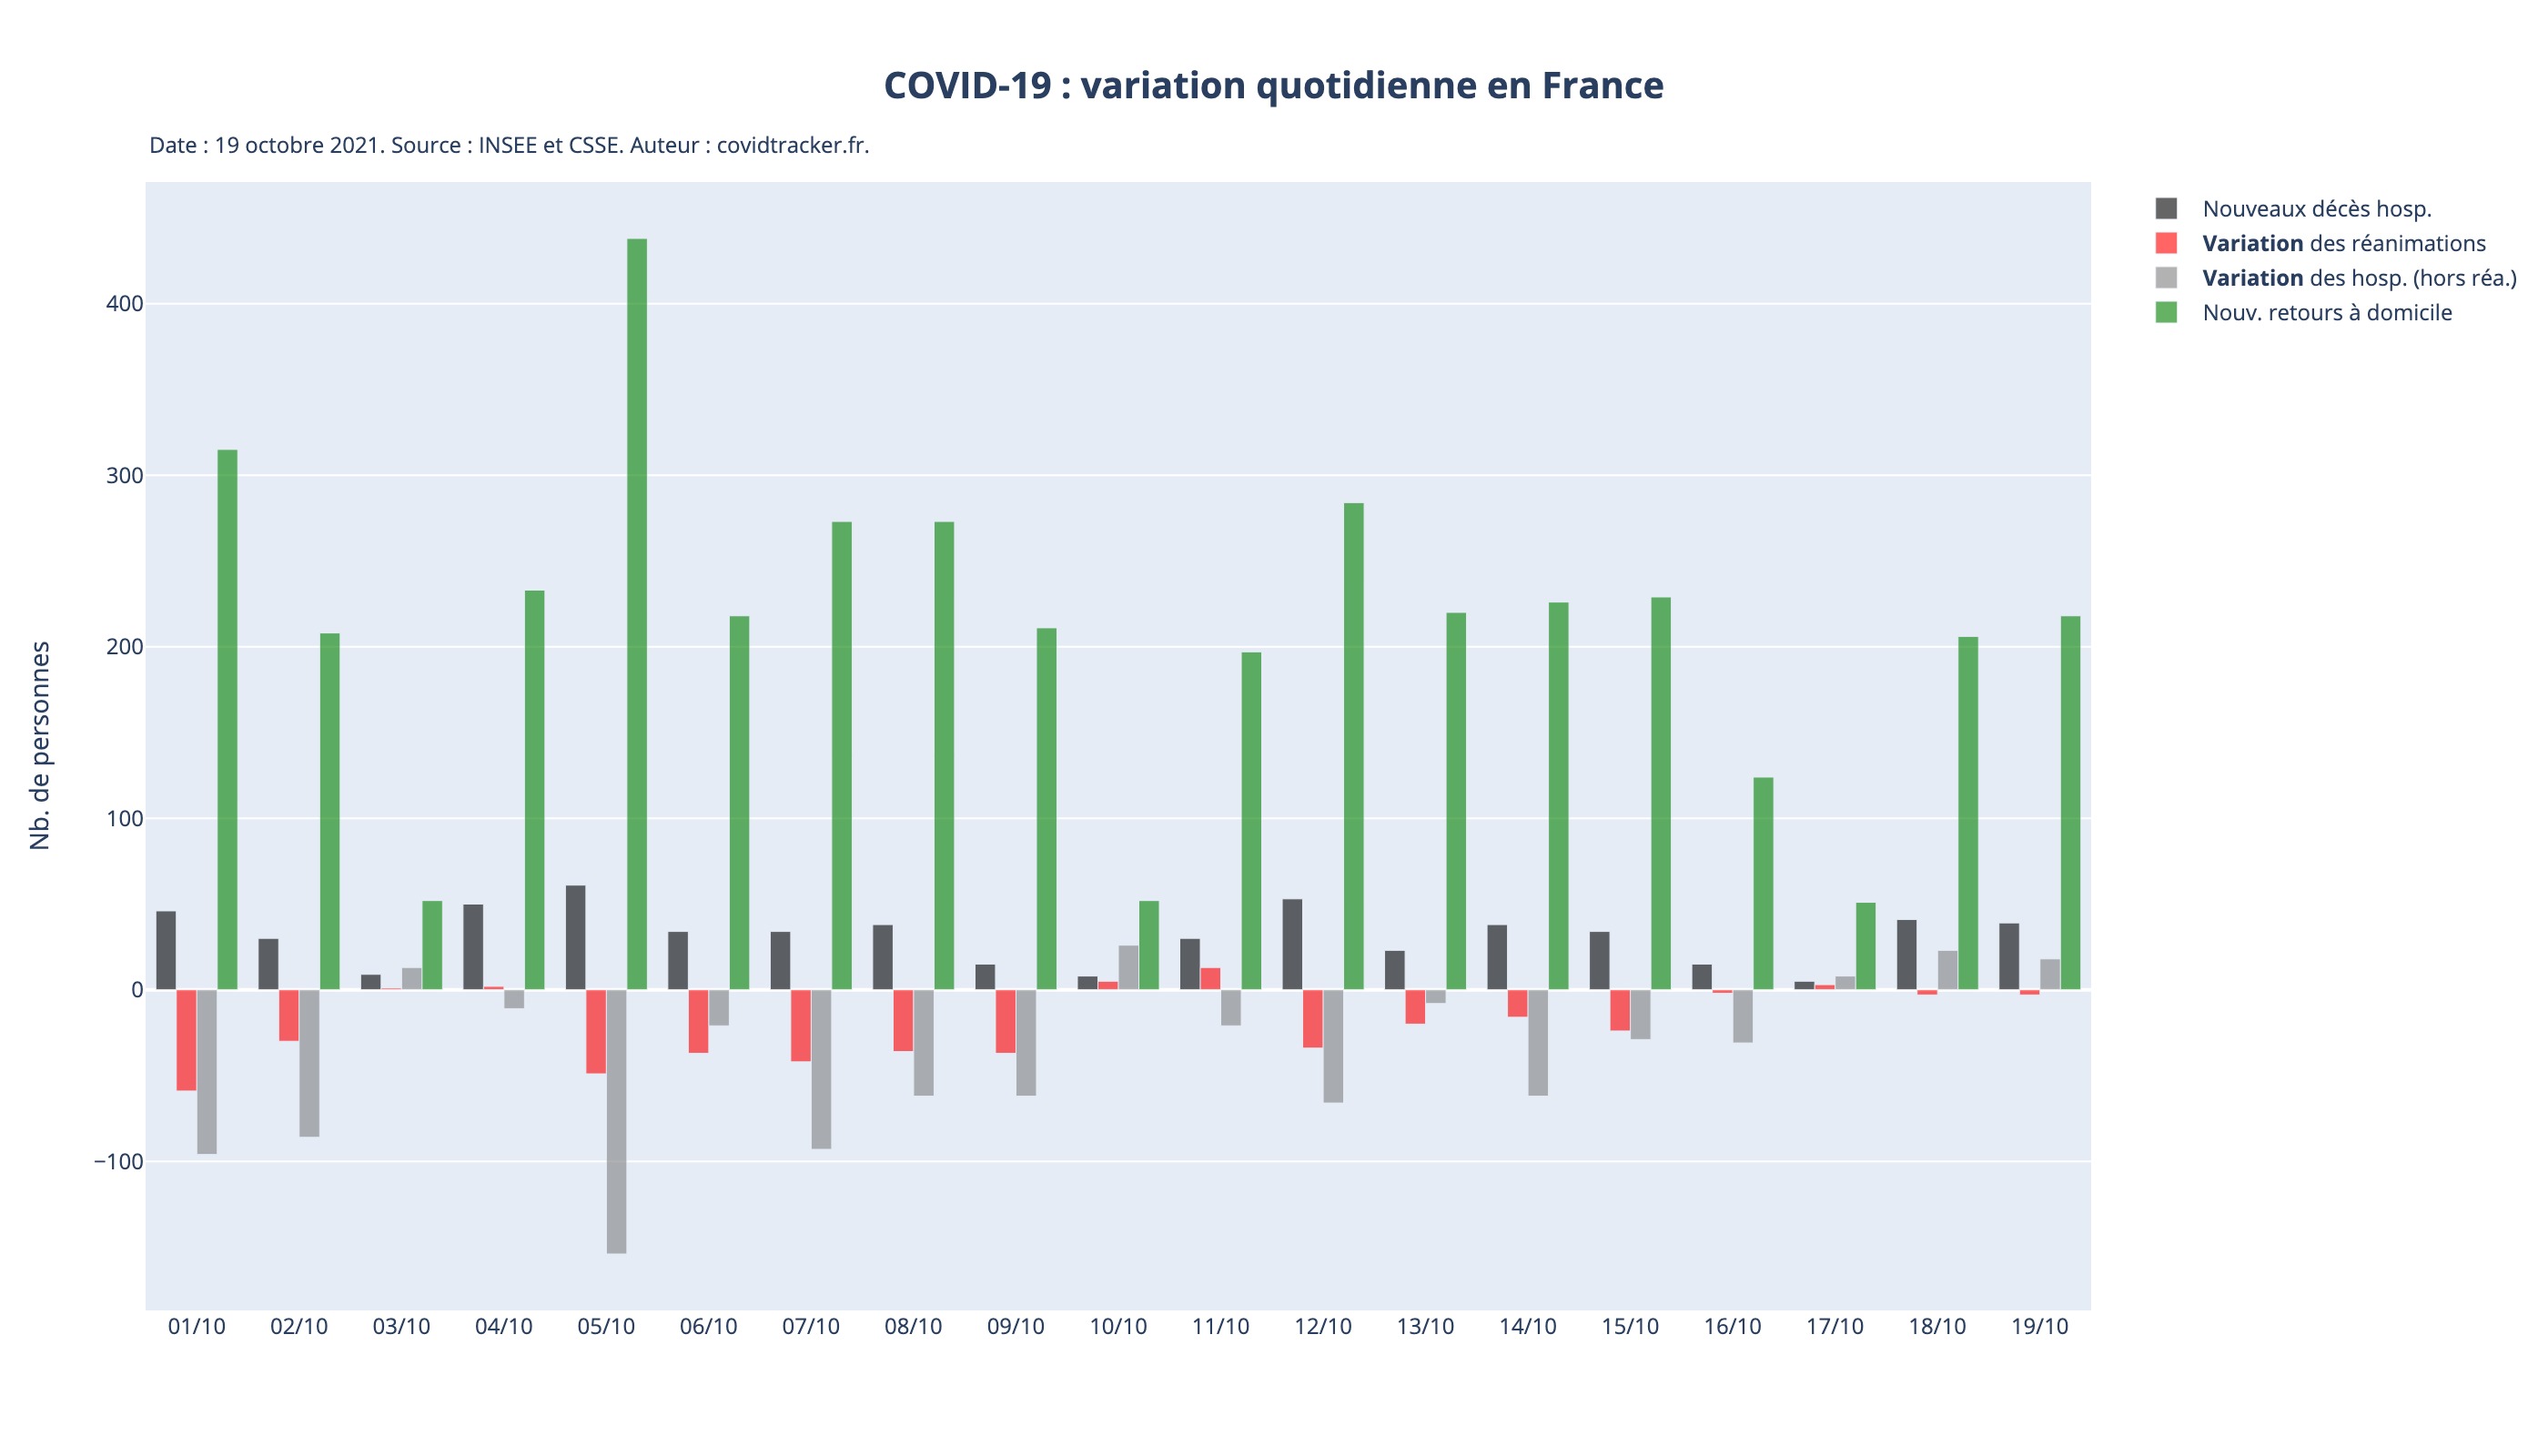 COVID-19 : variation quotidienne en France
Date : 19 octobre 2021. Source : INSEE et CSSE. Auteur : covidtracker.fr.
Nouveaux décès hosp.
Variation des réanimations
Variation des hosp. (hors réa.)
Nouv. retours à domicile
Nb. de personnes
400
300
200
100
0
−100
01/10 02/10 03/10 04/10 05/10 06/10 07/10 08/10 09/10 10/10 11/10 12/10 13/10 14/10 15/10 16/10 17/10 18/10 19/10